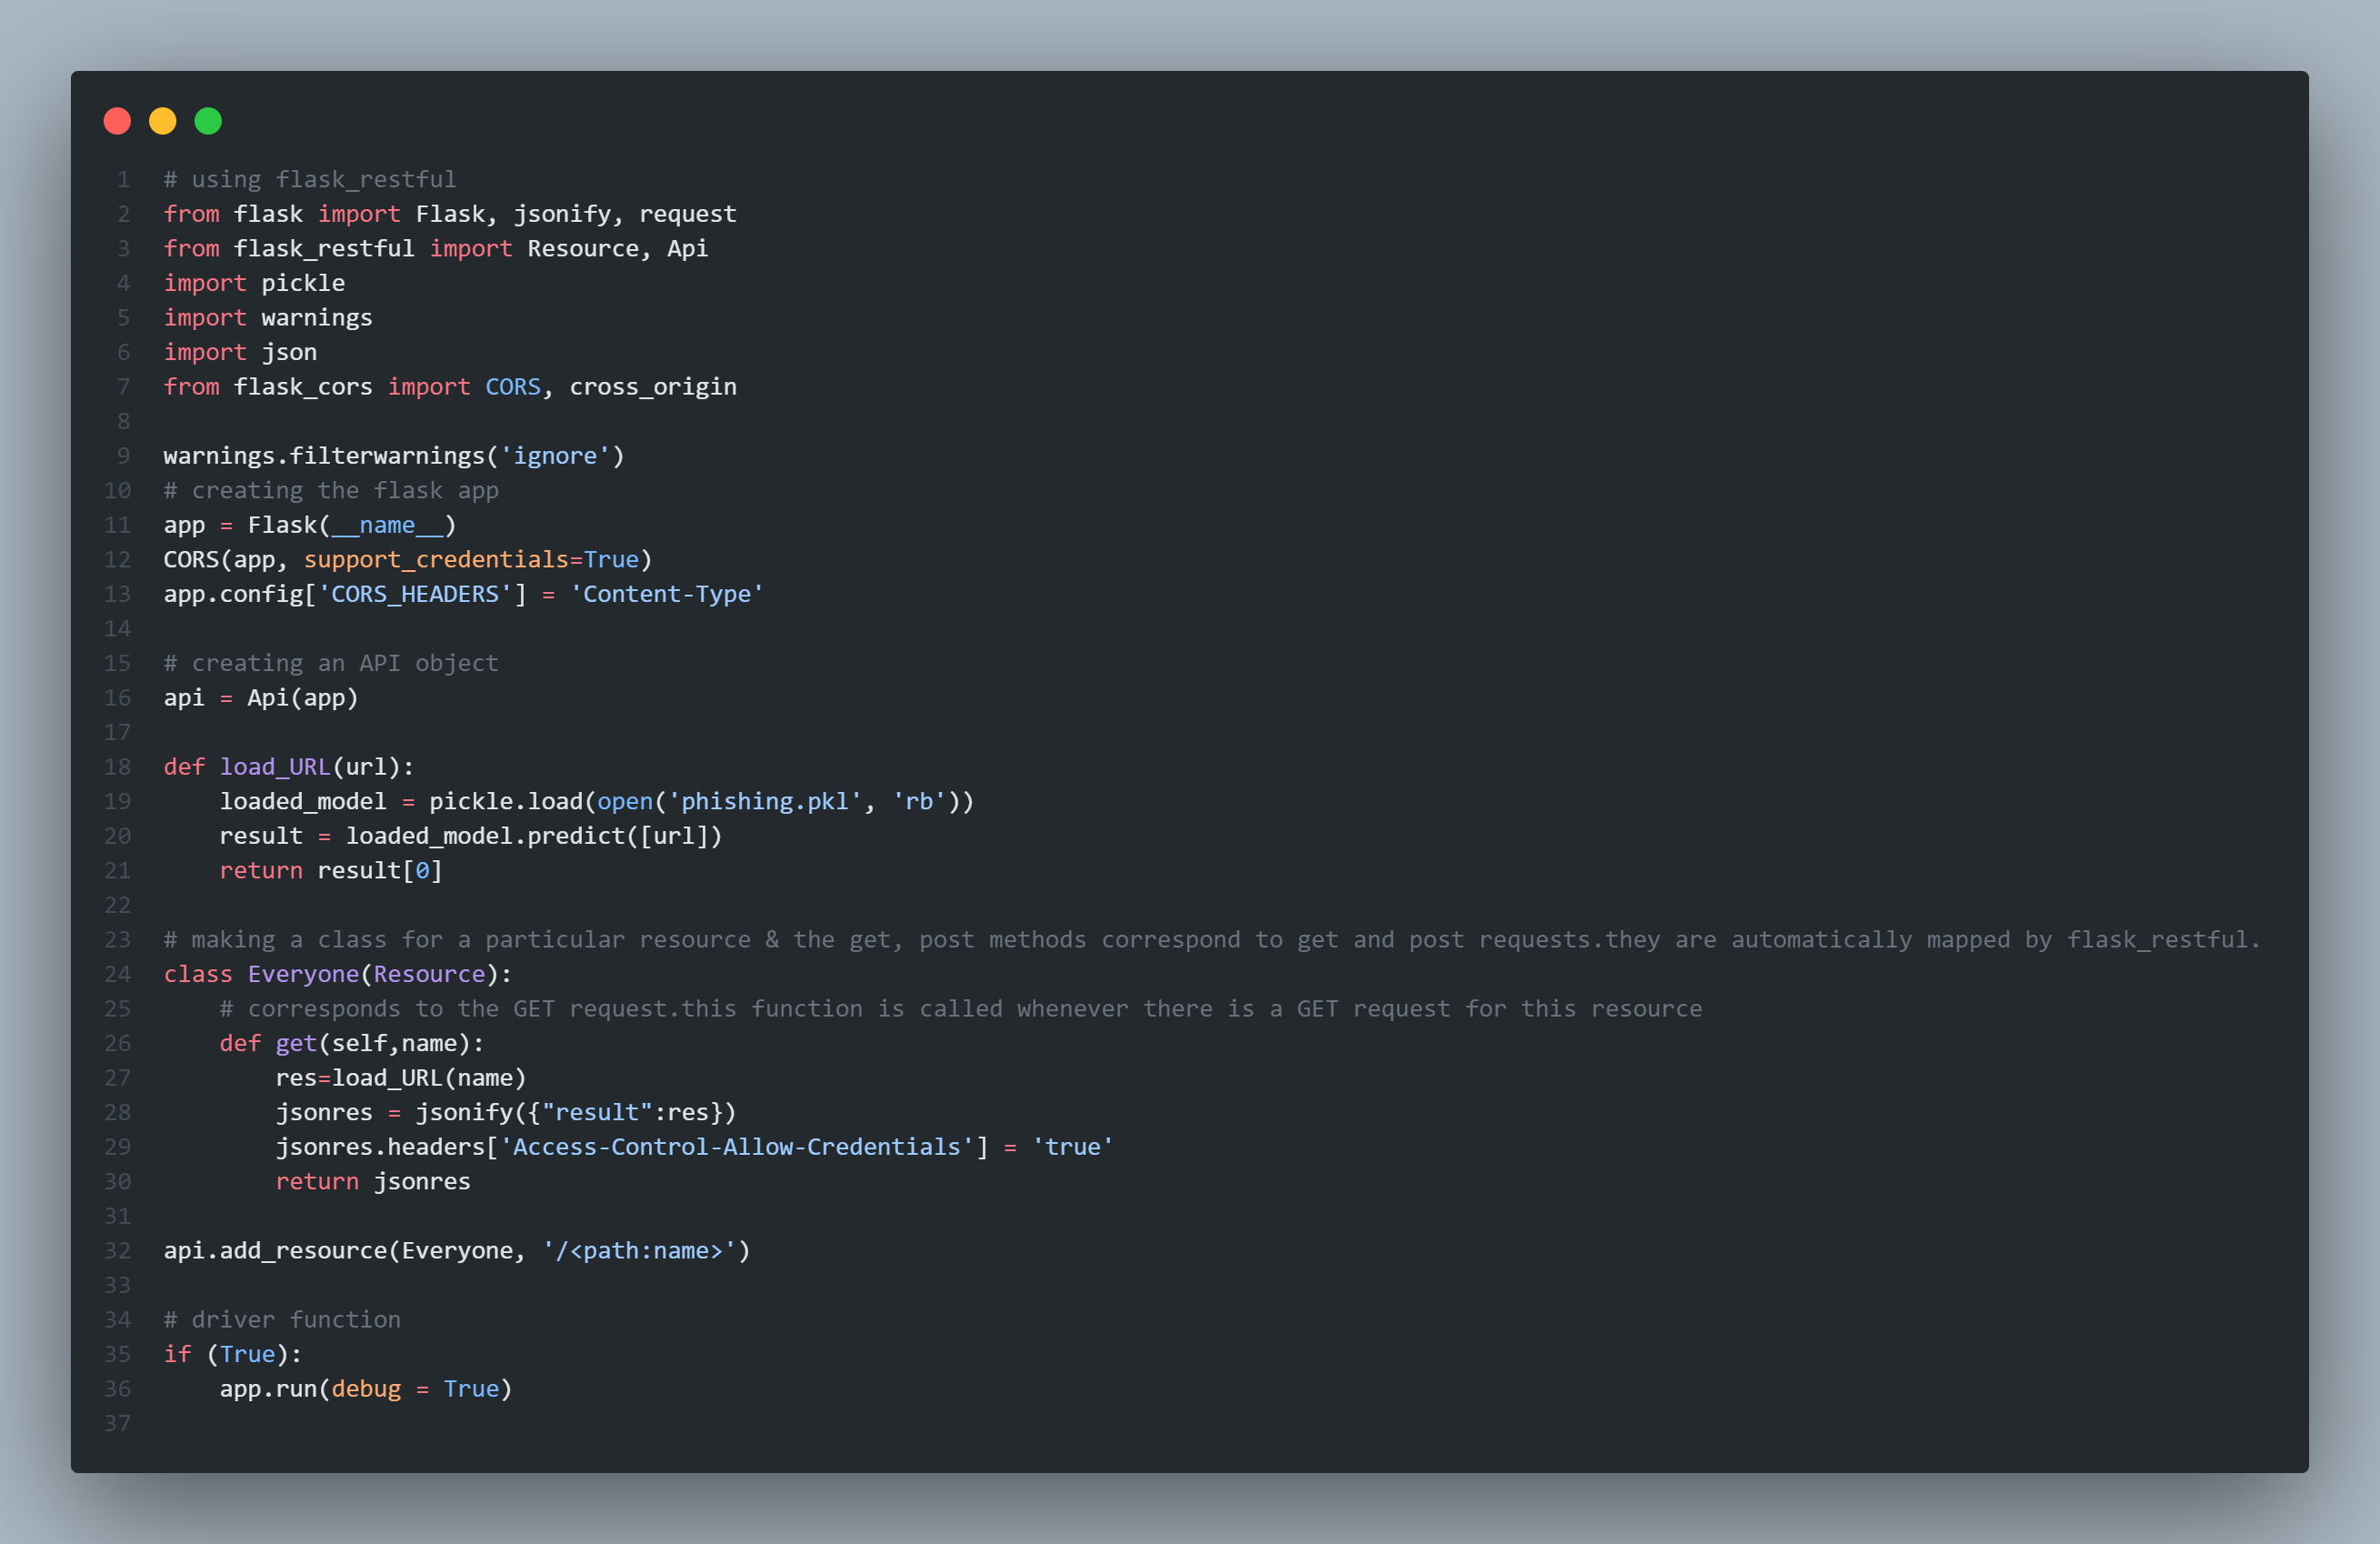 1 # using flask_restful
2 from flask import Flask, jsonify, request
3 from flask_restful import Resource, Api
4 import pickle
5 import warnings
6 import json
7 from flask_cors import CORS, cross_origin
8
9 warnings.filterwarnings('ignore')
10 # creating the flask app
11 app = Flask(__name__)
12 CORS(app, support_credentials=True)
13 app.config['CORS_HEADERS'] = 'Content-Type'
14
15 # creating an API object
16 api = Api(app)
17
18 def load_URL(url):
19     loaded_model = pickle.load(open('phishing.pkl', 'rb'))
20     result = loaded_model.predict([url])
21     return result[0]
22
23 # making a class for a particular resource & the get, post methods correspond to get and post requests.they are automatically mapped by flask_restful.
24 class Everyone(Resource):
25     # corresponds to the GET request.this function is called whenever there is a GET request for this resource
26     def get(self,name):
27         res=load_URL(name)
28         jsonres = jsonify({"result":res})
29         jsonres.headers['Access-Control-Allow-Credentials'] = 'true'
30         return jsonres
31
32 api.add_resource(Everyone, '/<path:name>')
33
34 # driver function
35 if (True):
36     app.run(debug = True)
37